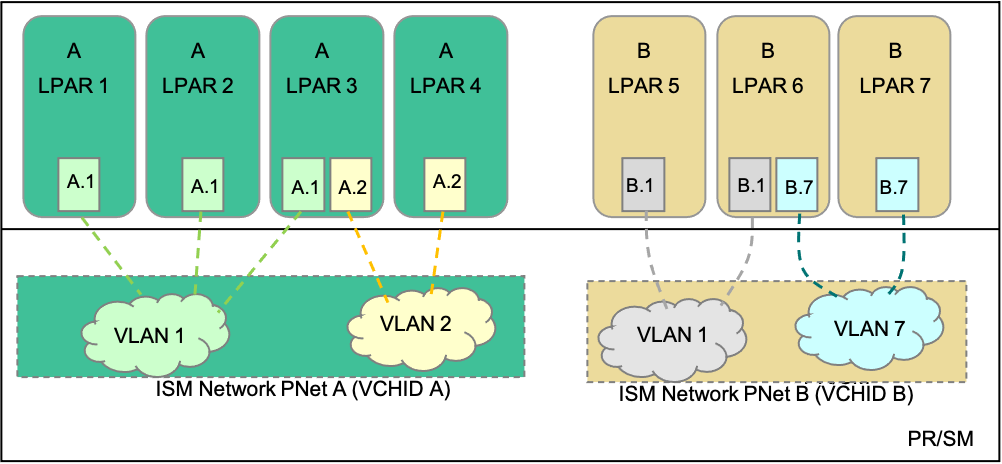 A A A A B B B
LPAR 1 LPAR 2 LPAR 3 LPAR 4 LPAR 5 LPAR 6 LPAR 7
A.1 A.1 A.1 A.2 A.2 B.1 B.1 B.7 B.7
VLAN 1 VLAN 2 VLAN 1 VLAN 7
ISM Network PNet A (VCHID A) ISM Network PNet B (VCHID B)
PR/SM